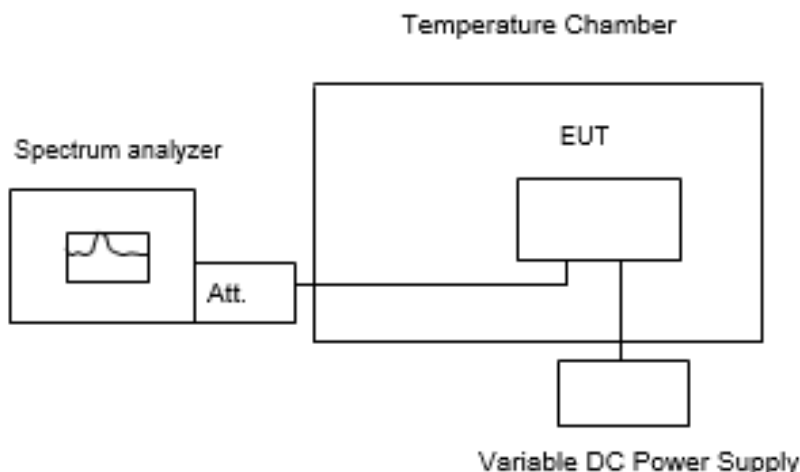 Temperature Chamber
EUT
Spectrum analyzer
Att.
Variable DC Power Supply